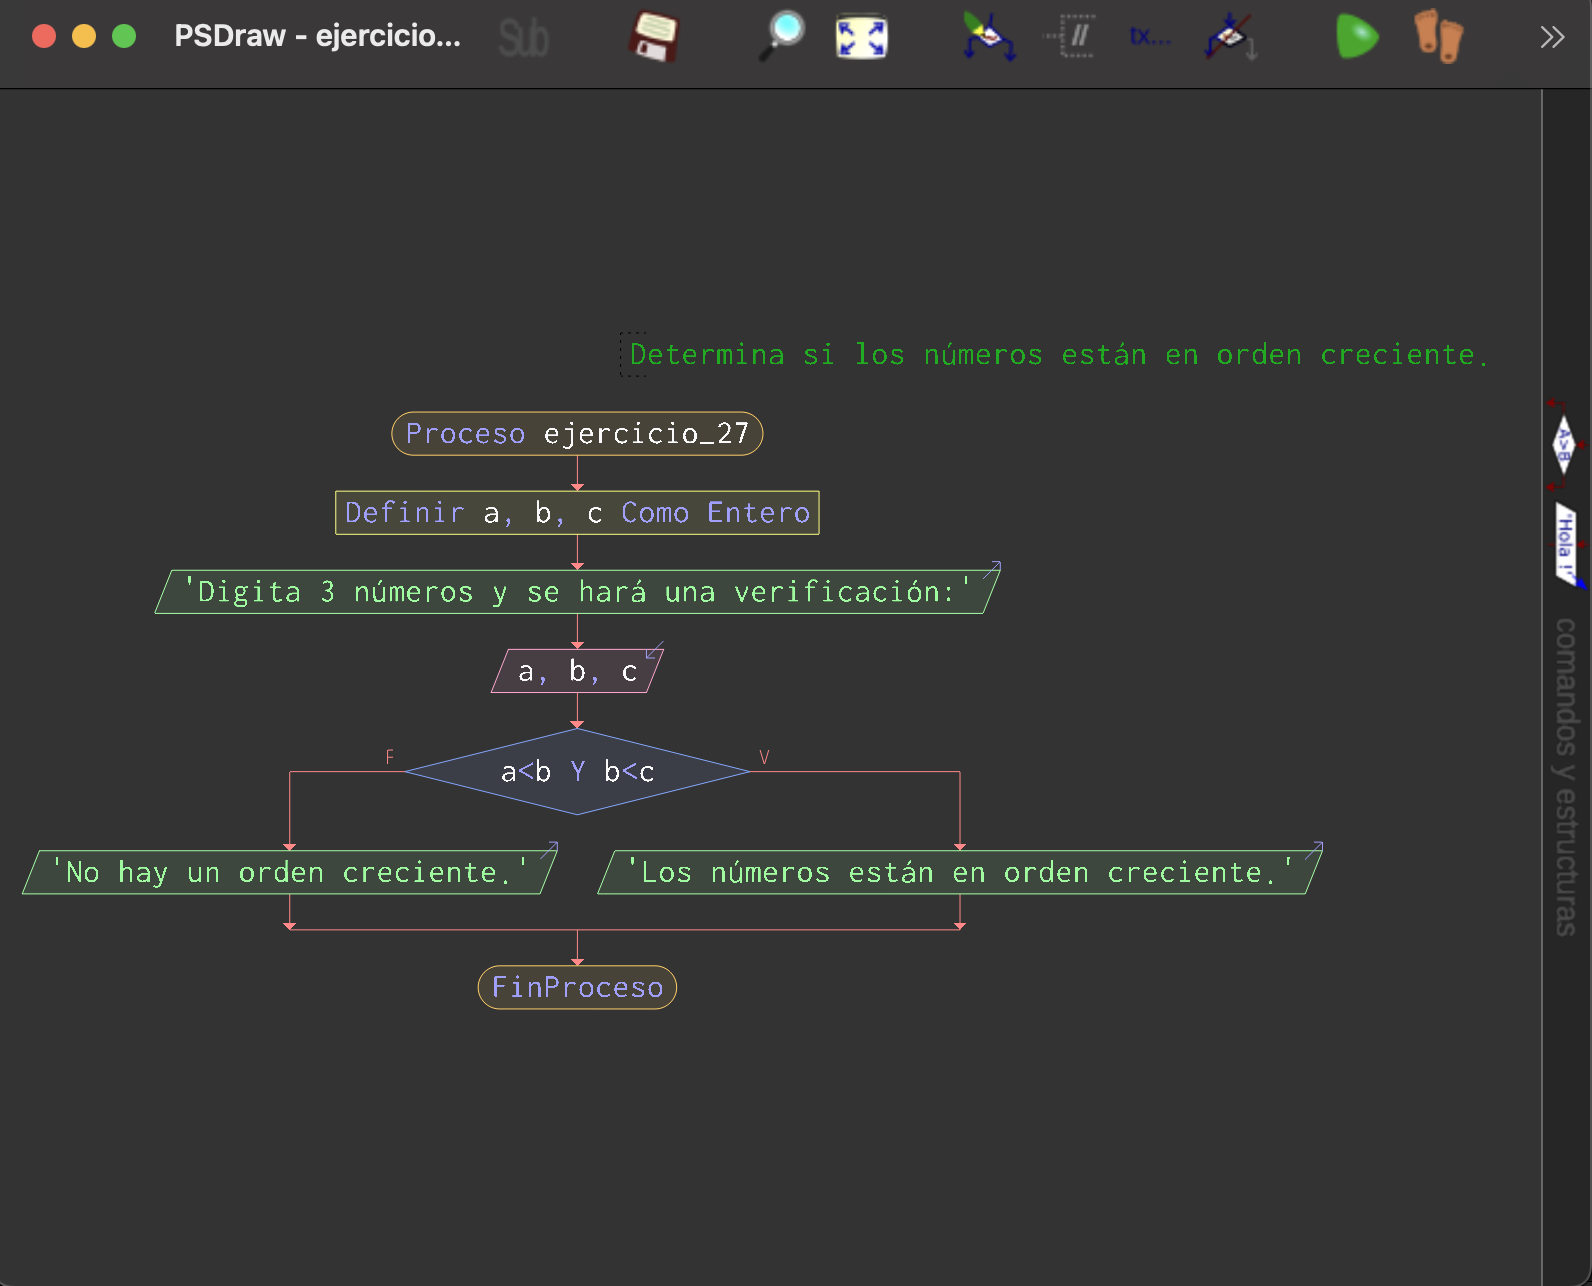 PSDraw - ejercicio...
Sub
//
tx...
Determina si los números están en orden creciente.
Proceso ejercicio_27
Definir a, b, c Como Entero
'Digita 3 números y se hará una verificación:'
a, b, c
F
V
a<b Y b<c
'No hay un orden creciente.'
'Los números están en orden creciente.'
FinProceso
A>B
'Hola !'
comandos y estructuras